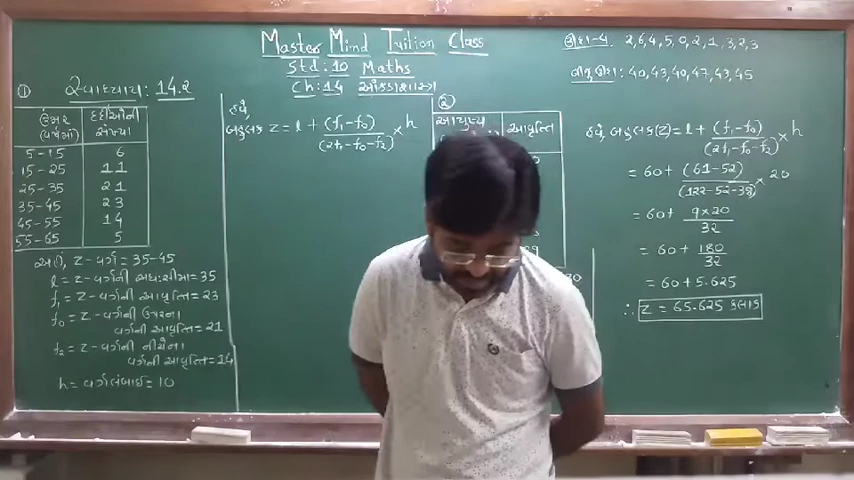 Master Mind Tuition Class
Std: 10 Maths
Ch: 14 આંકડાશાસ્ત્ર
① સ્વાધ્યાય: 14.2
ઉંમર (વર્ષમાં) દર્દીઓની સંખ્યા
5-15 6
15-25 11
25-35 21
35-45 23
45-55 14
55-65 5
અહીં, Z-વર્ગ = 35-45
l = Z-વર્ગની અધઃસીમા = 35
f₁ = Z-વર્ગની આવૃત્તિ = 23
f₀ = Z-વર્ગની ઉપરના
વર્ગની આવૃત્તિ = 21
f₂ = Z-વર્ગની નીચેના
વર્ગની આવૃત્તિ = 14
h = વર્ગલંબાઈ = 10
હવે,
બહુલક Z = l + (f₁-f₀)/(2f₁-f₀-f₂) × h
②
આયુષ્ય આવૃત્તિ
: 2,6,4,5,0,2,1,3,2,3
: 40,43,40,47,43,45
હવે, બહુલક(Z) = l + (f₁-f₀)/(2f₁-f₀-f₂) × h
= 60 + (61-52)/(122-52-38) × 20
= 60 + 9×20/32
= 60 + 180/32
= 60 + 5.625
∴ Z = 65.625 કલાક